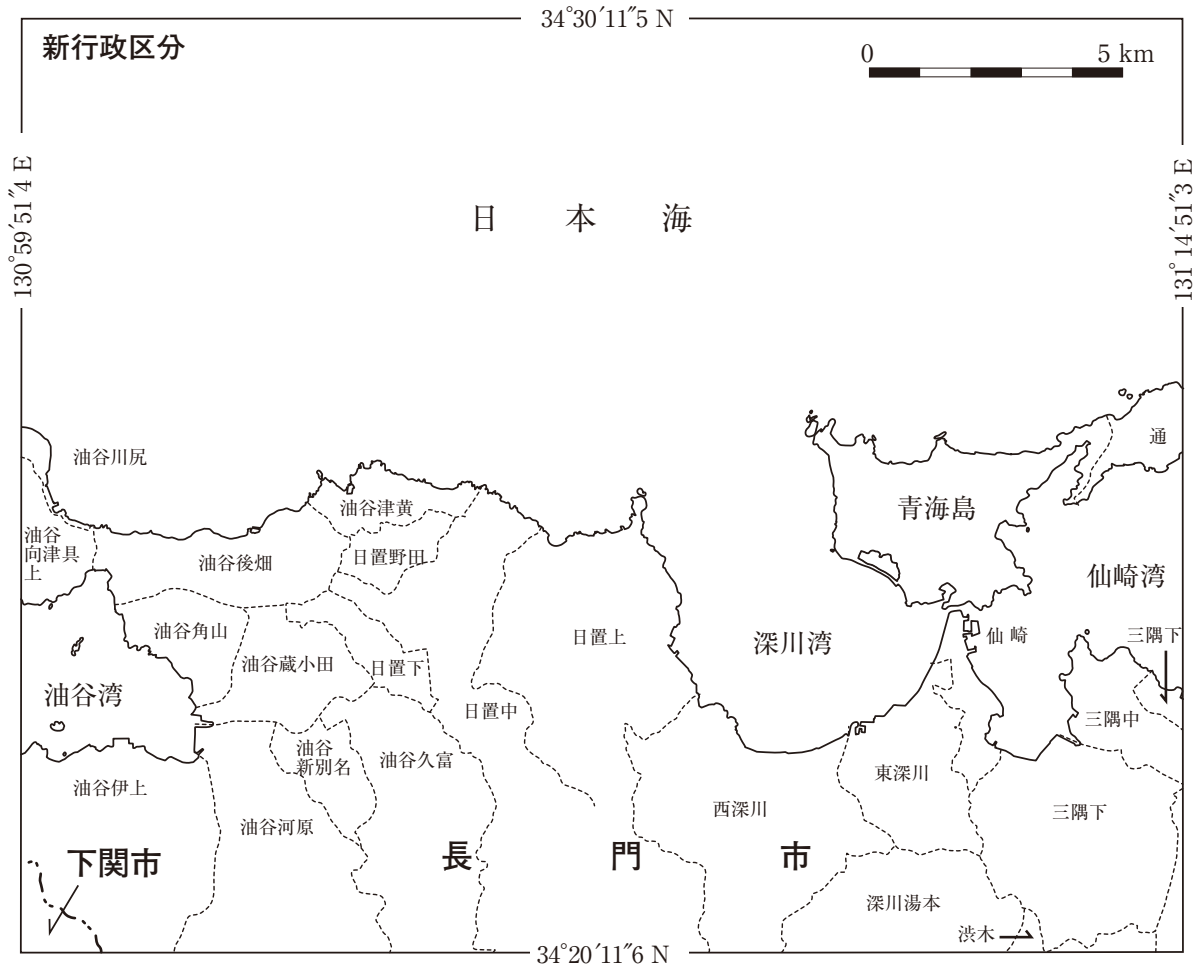 34°30′11″5 N
新行政区分
0 5 km
130°59′51″4 E
131°14′51″3 E
日本海
油谷川尻
通
油谷津黄
青海島
油谷
向津具
上
油谷後畑
日置野田
仙崎湾
油谷角山
日置上
深川湾
仙崎
三隅下
油谷蔵小田
日置下
油谷湾
日置中
三隅中
油谷
新別名
油谷久富
東深川
油谷伊上
西深川
三隅下
油谷河原
下関市
長門市
深川湯本
渋木
34°20′11″6 N